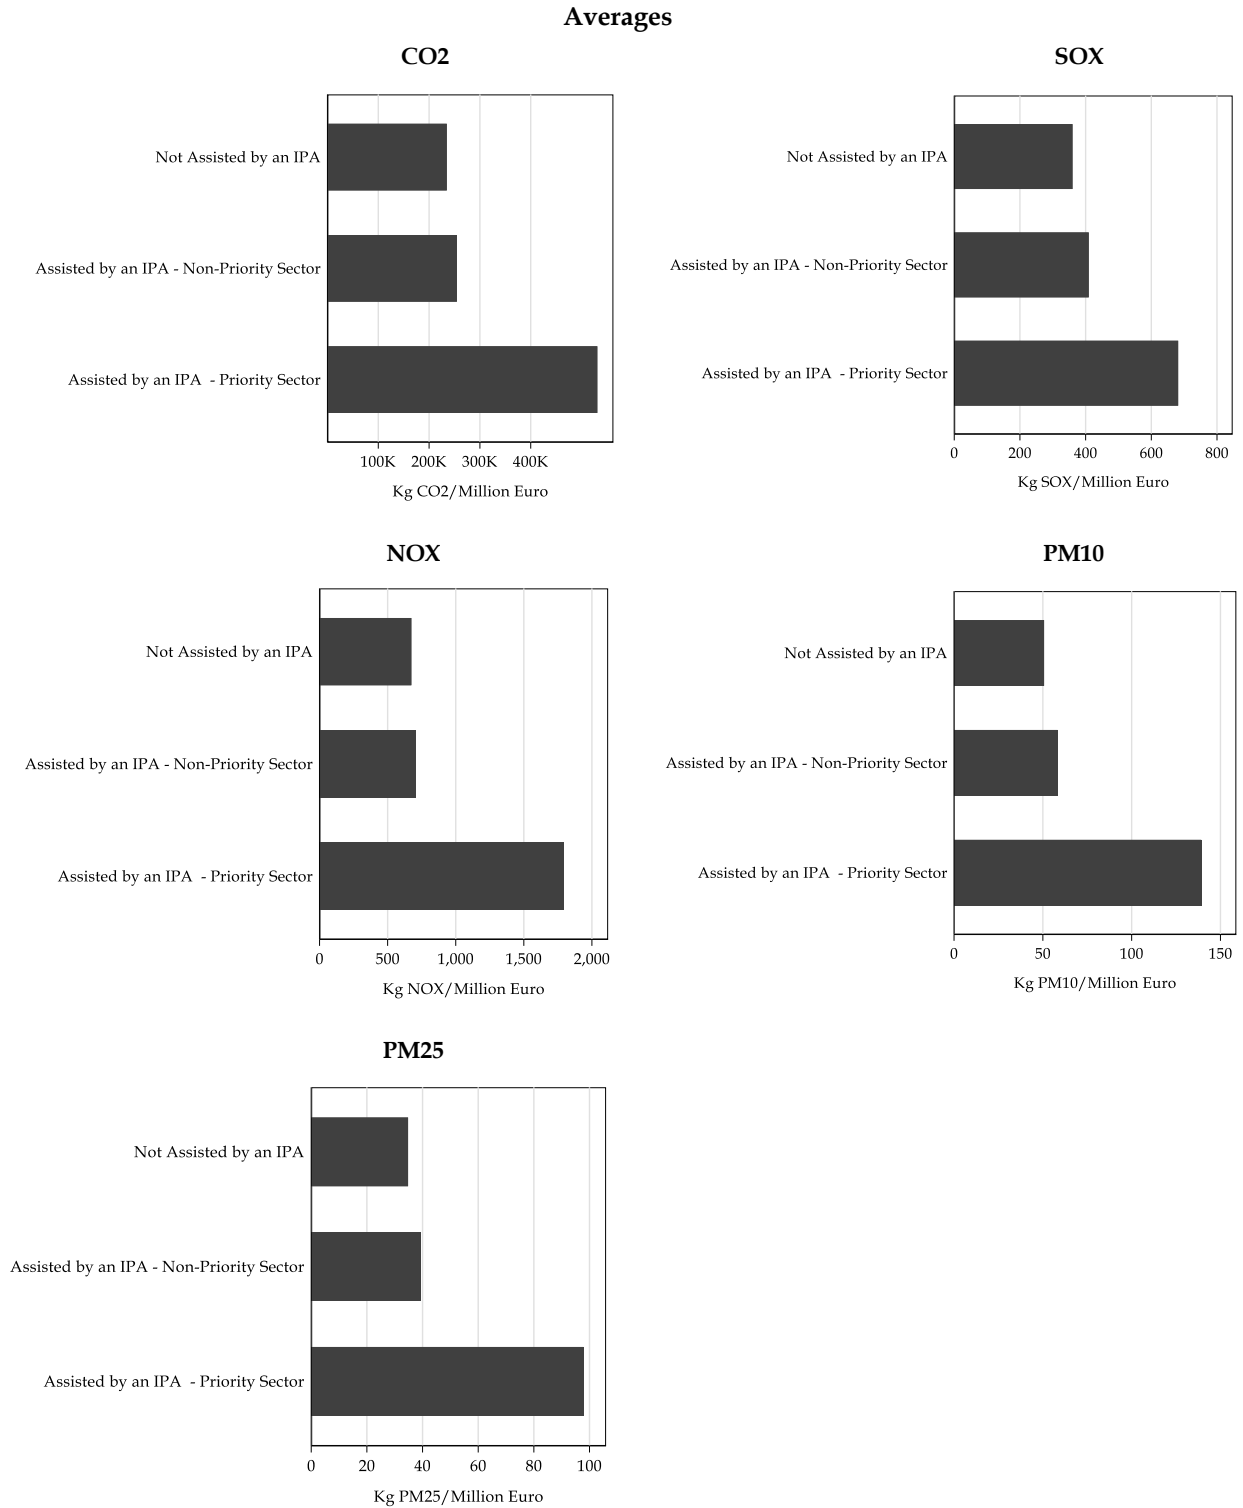 Averages
CO2
Not Assisted by an IPA
Assisted by an IPA - Non-Priority Sector
Assisted by an IPA  - Priority Sector
100K 200K 300K 400K
Kg CO2/Million Euro
SOX
Not Assisted by an IPA
Assisted by an IPA - Non-Priority Sector
Assisted by an IPA  - Priority Sector
0 200 400 600 800
Kg SOX/Million Euro
NOX
Not Assisted by an IPA
Assisted by an IPA - Non-Priority Sector
Assisted by an IPA  - Priority Sector
0 500 1,000 1,500 2,000
Kg NOX/Million Euro
PM10
Not Assisted by an IPA
Assisted by an IPA - Non-Priority Sector
Assisted by an IPA  - Priority Sector
0 50 100 150
Kg PM10/Million Euro
PM25
Not Assisted by an IPA
Assisted by an IPA - Non-Priority Sector
Assisted by an IPA  - Priority Sector
0 20 40 60 80 100
Kg PM25/Million Euro